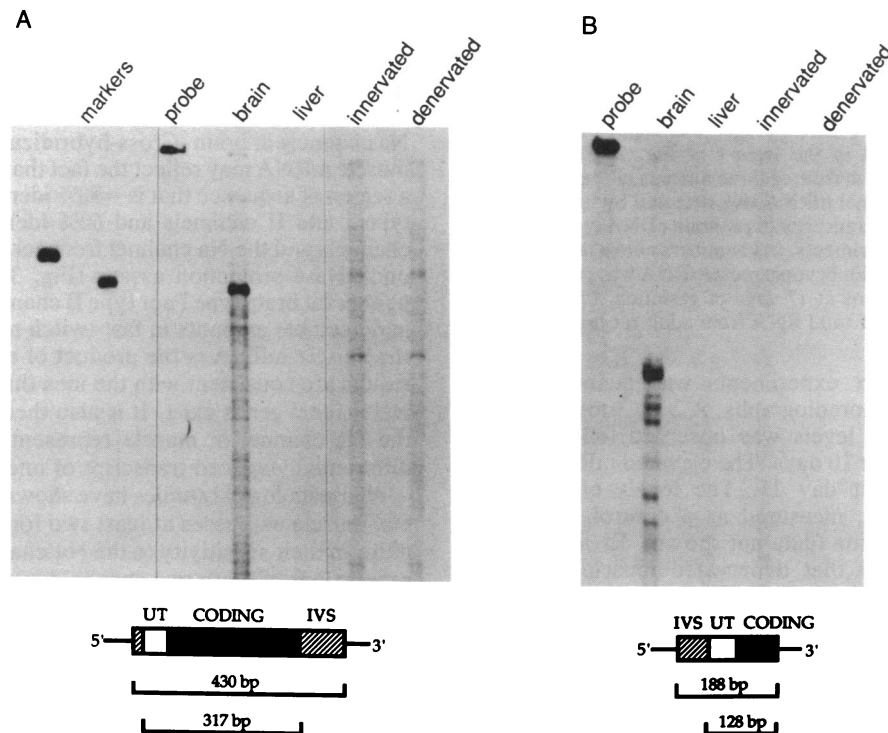 A
markers
probe
brain
liver
innervated
denervated
UT CODING IVS
5' 3'
430 bp
317 bp
B
probe
brain
liver
innervated
denervated
IVS UT CODING
5' 3'
188 bp
128 bp